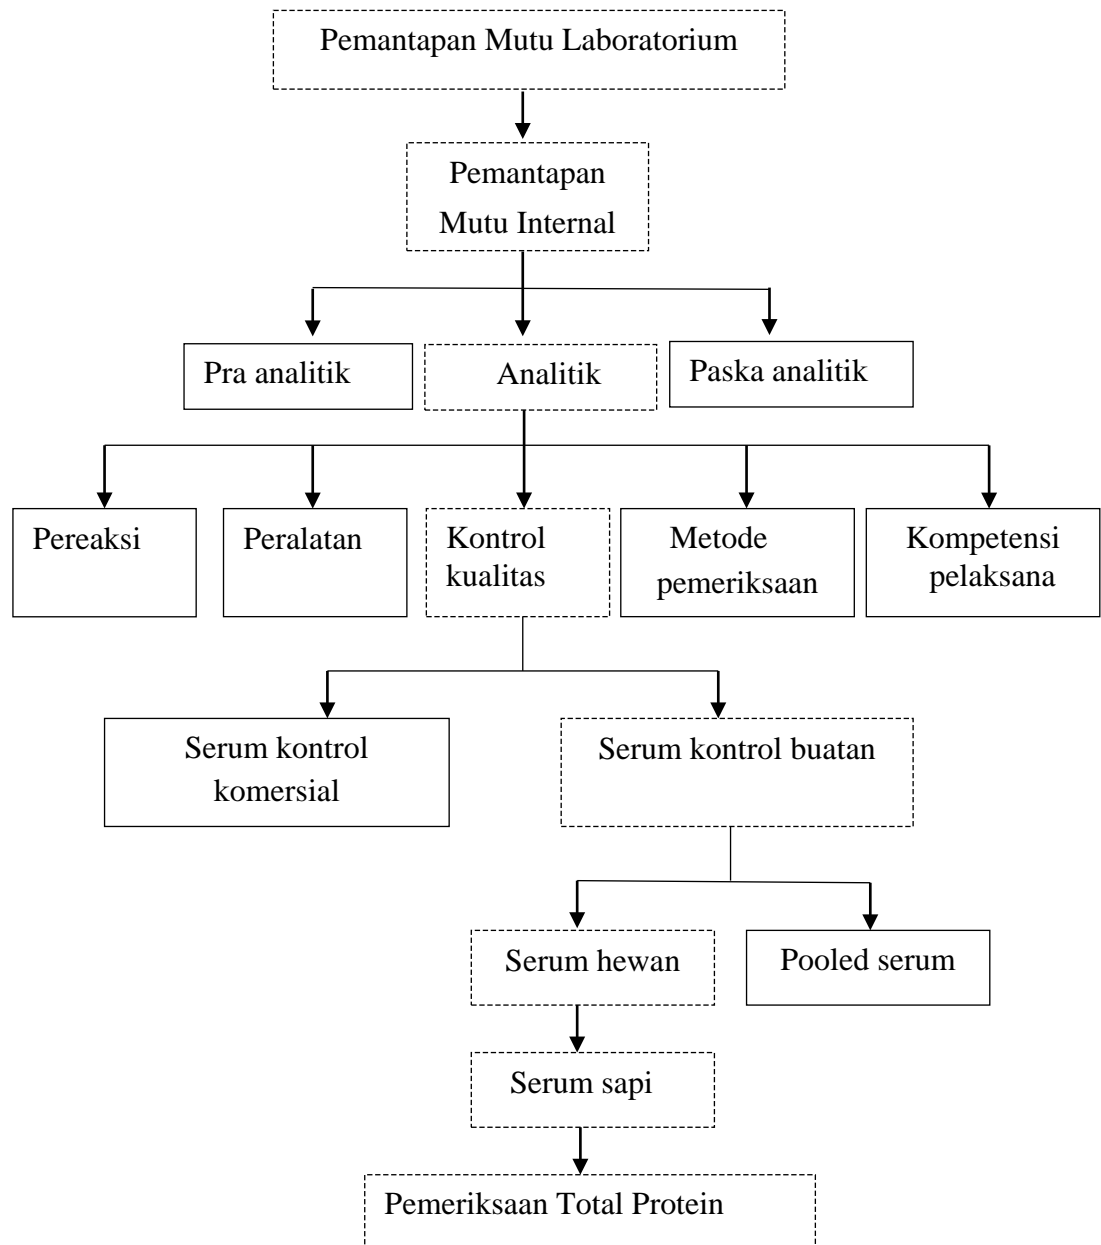 Pemantapan Mutu Laboratorium
Pemantapan
Mutu Internal
Pra analitik
Analitik
Paska analitik
Pereaksi
Peralatan
Kontrol
kualitas
Metode
pemeriksaan
Kompetensi
pelaksana
Serum kontrol
komersial
Serum kontrol buatan
Serum hewan
Pooled serum
Serum sapi
Pemeriksaan Total Protein